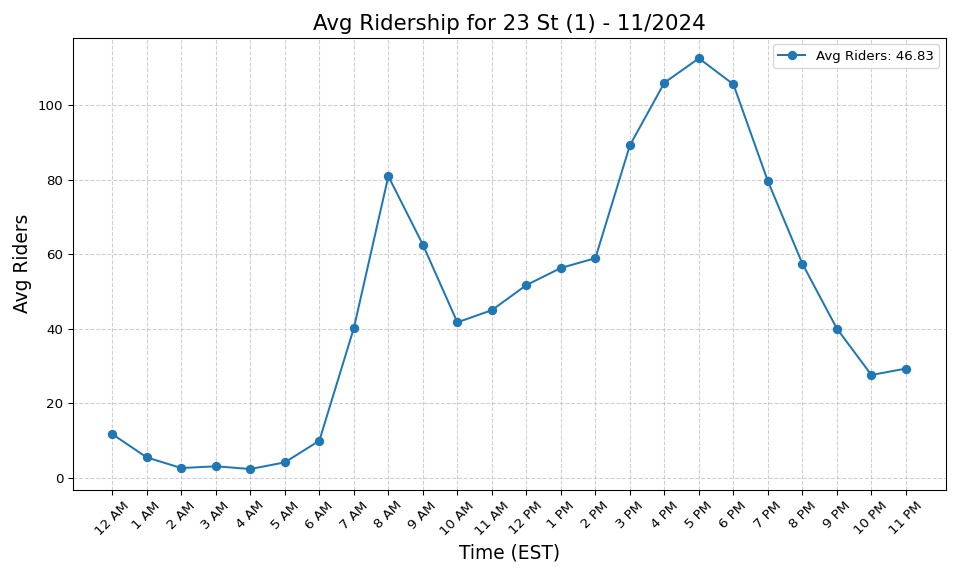 Avg Ridership for 23 St (1) - 11/2024
Avg Riders: 46.83
Avg Riders
100
80
60
40
20
0
12 AM 1 AM 2 AM 3 AM 4 AM 5 AM 6 AM 7 AM 8 AM 9 AM 10 AM 11 AM 12 PM 1 PM 2 PM 3 PM 4 PM 5 PM 6 PM 7 PM 8 PM 9 PM 10 PM 11 PM
Time (EST)